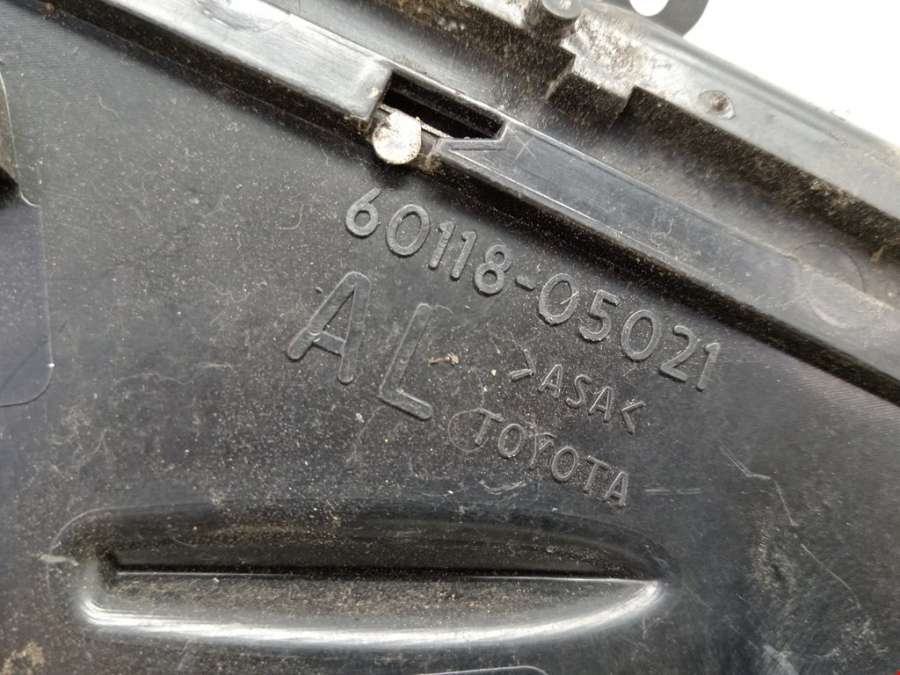 60118-05021
AL
>ASA<
TOYOTA